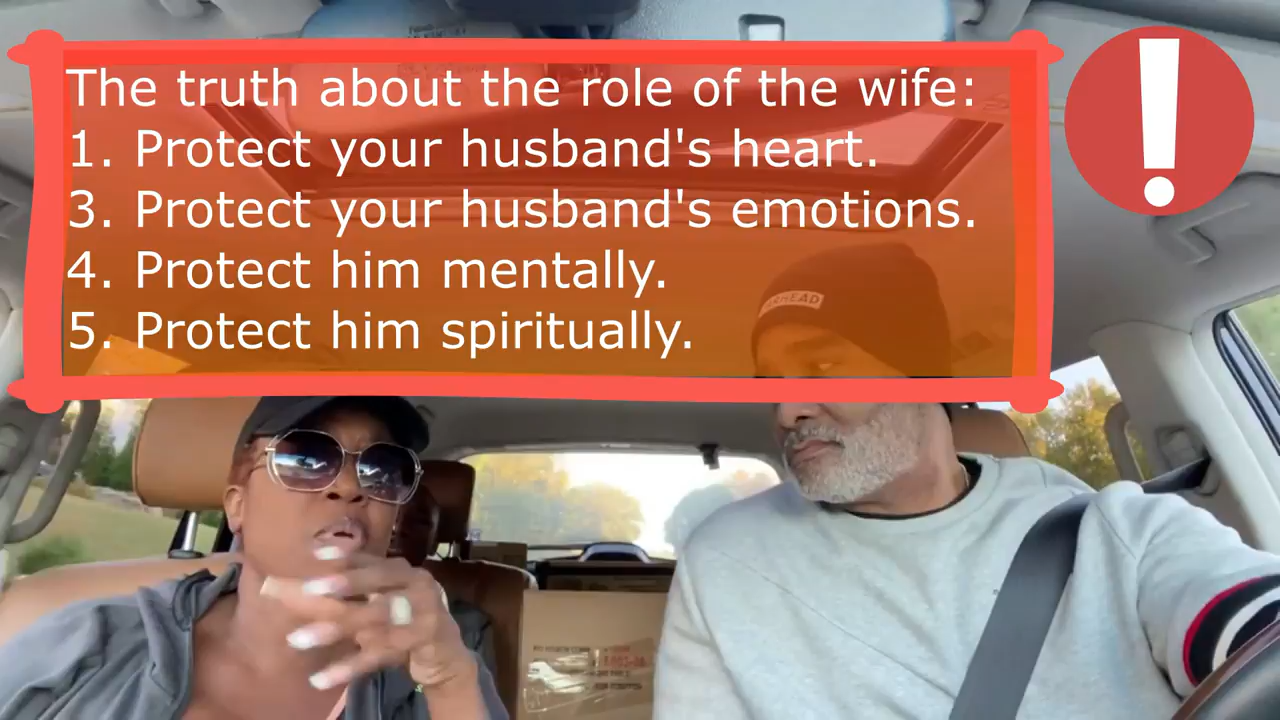 The truth about the role of the wife:
1. Protect your husband's heart.
3. Protect your husband's emotions.
4. Protect him mentally.
5. Protect him spiritually.